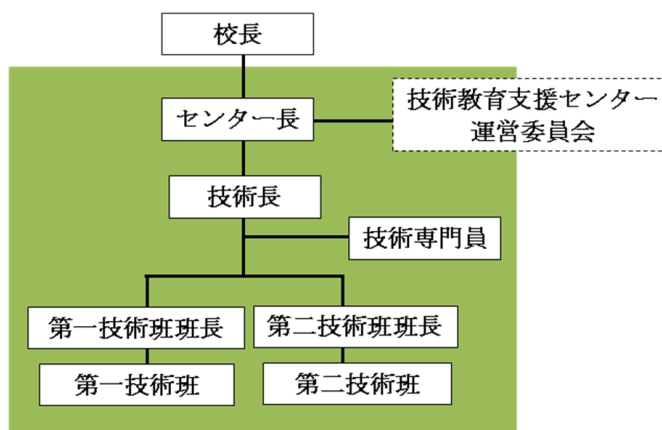 校長
センター長
技術教育支援センター
運営委員会
技術長
技術専門員
第一技術班班長
第二技術班班長
第一技術班
第二技術班